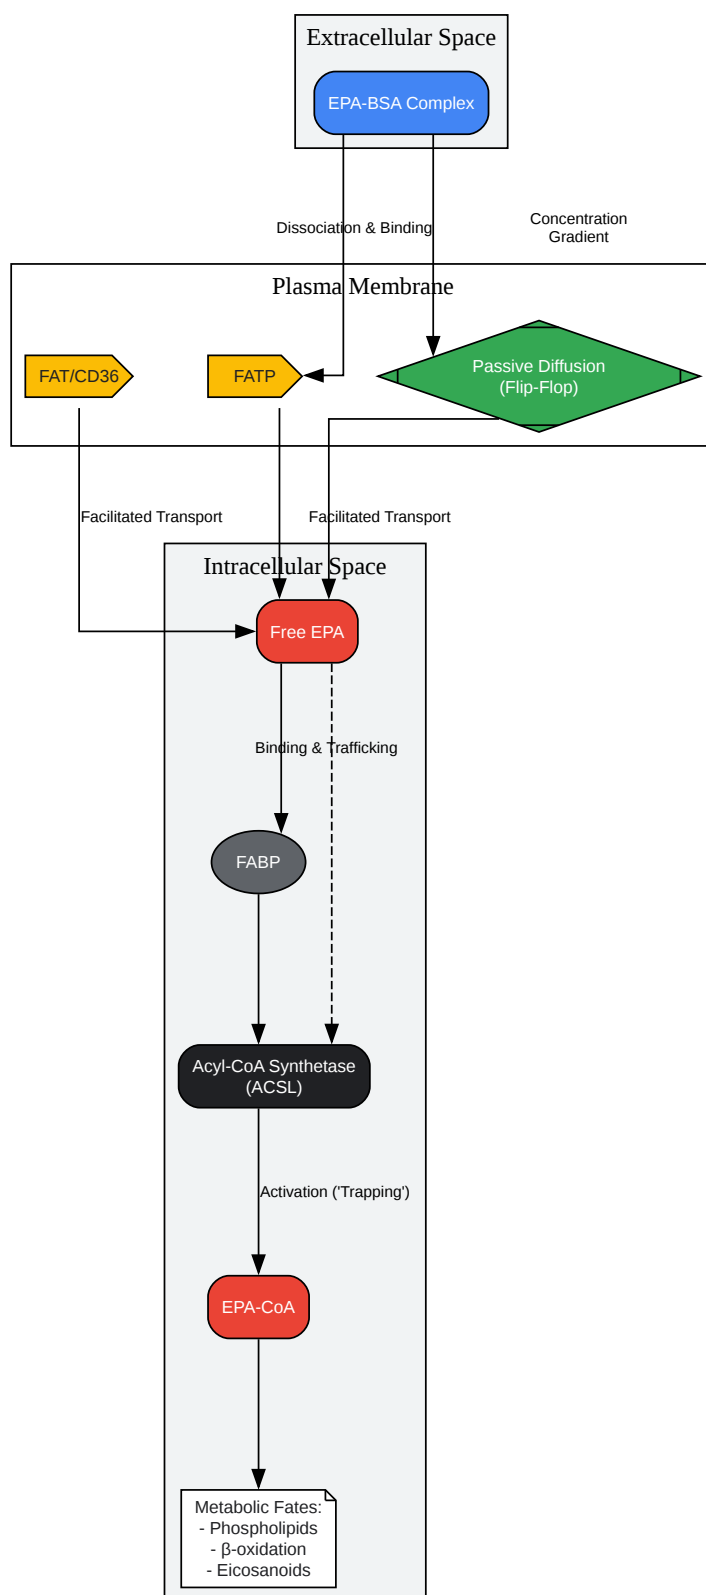 Extracellular Space
EPA-BSA Complex
Dissociation & Binding
Concentration
Gradient
Plasma Membrane
FAT/CD36
FATP
Passive Diffusion
(Flip-Flop)
Facilitated Transport
Facilitated Transport
Intracellular Space
Free EPA
Binding & Trafficking
FABP
Acyl-CoA Synthetase
(ACSL)
Activation ('Trapping')
EPA-CoA
Metabolic Fates:
- Phospholipids
- β-oxidation
- Eicosanoids